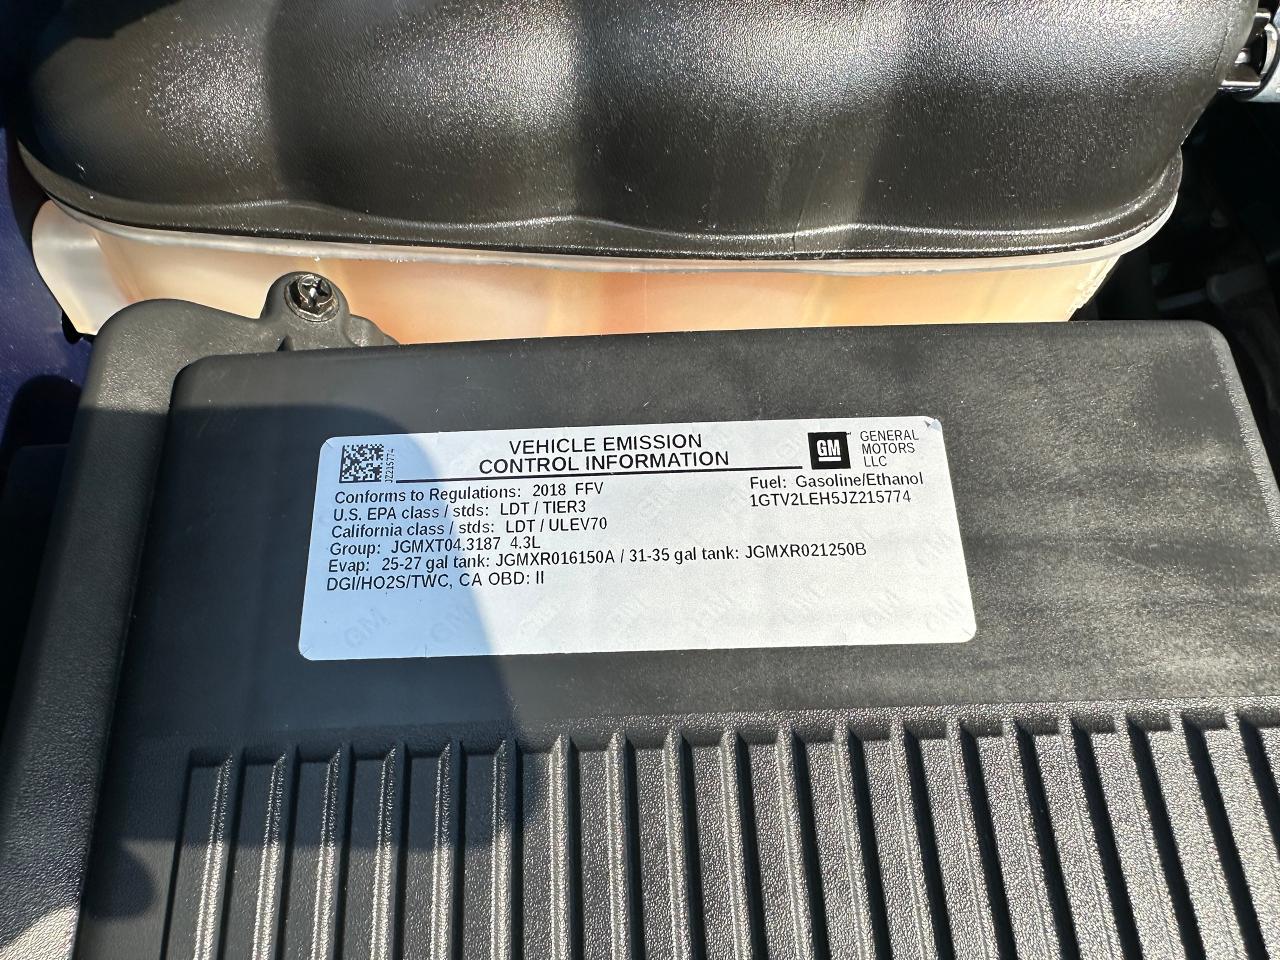 VEHICLE EMISSION
CONTROL INFORMATION
JZ215774
GM
GENERAL
MOTORS
LLC
Conforms to Regulations: 2018 FFV
Fuel: Gasoline/Ethanol
U.S. EPA class / stds: LDT / TIER3
1GTV2LEH5JZ215774
California class / stds: LDT / ULEV70
Group: JGMXT04.3187 4.3L
Evap: 25-27 gal tank: JGMXR016150A / 31-35 gal tank: JGMXR021250B
DGI/HO2S/TWC, CA OBD: II